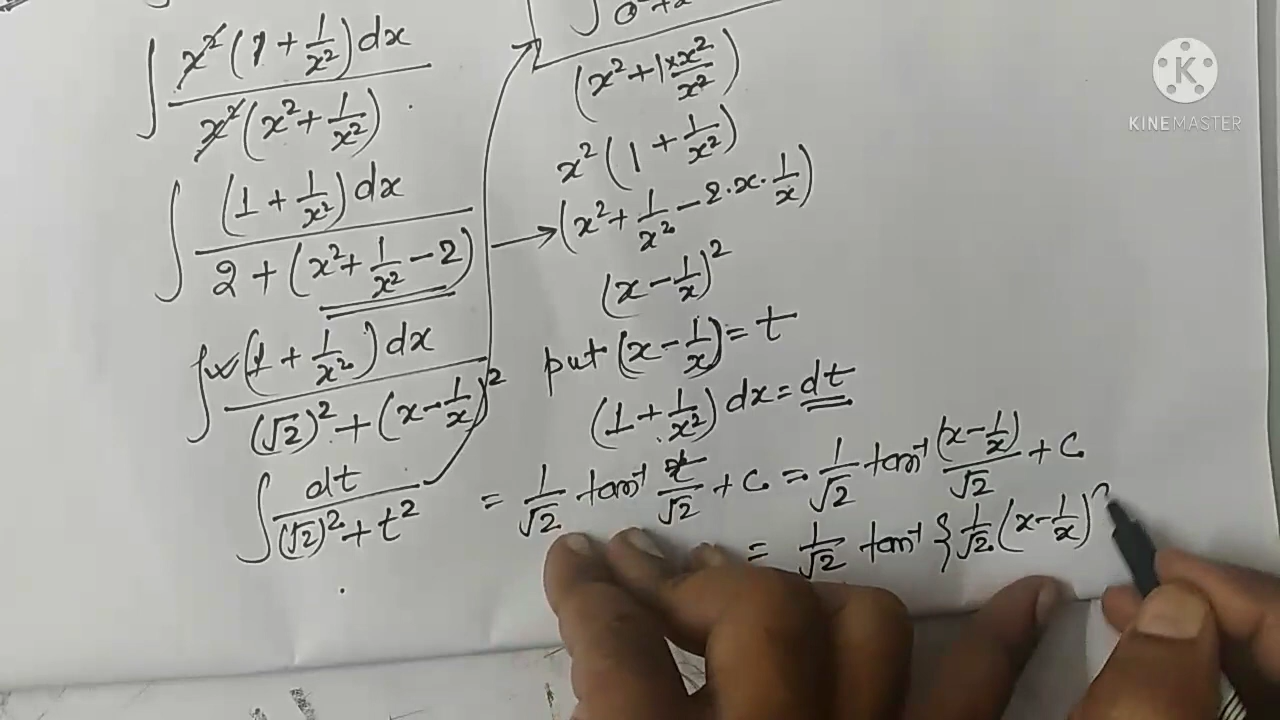 ∫ x²(1 + 1/x²) dx / x²(x² + 1/x²)
∫ (1 + 1/x²) dx / 2 + (x² + 1/x² - 2)
∫ (1 + 1/x²) dx / (√2)² + (x - 1/x)²
∫ dt / (√2)² + t²
(x² + 1 × x²/x²)
x²(1 + 1/x²)
→ (x² + 1/x² - 2·x·1/x)
(x - 1/x)²
put (x - 1/x) = t
(1 + 1/x²) dx = dt
= 1/√2 tan⁻¹ t/√2 + C = 1/√2 tan⁻¹ (x - 1/x)/√2 + C
= 1/√2 tan⁻¹ {1/√2 (x - 1/x)
KINEMASTER